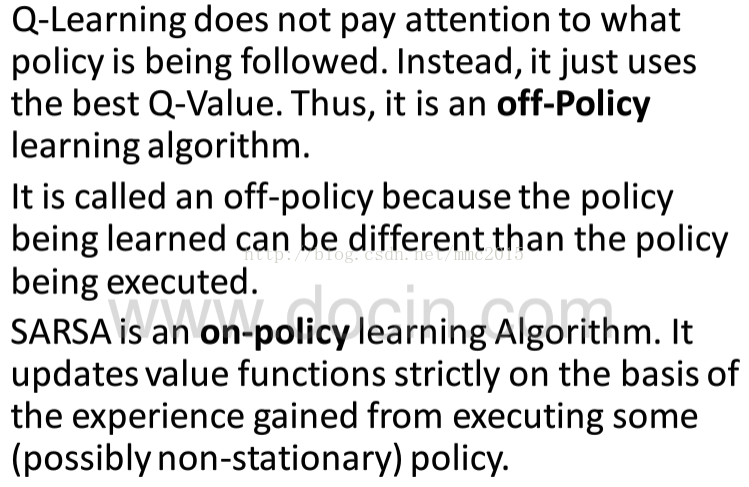 Q-Learning does not pay attention to what
policy is being followed. Instead, it just uses
the best Q-Value. Thus, it is an off-Policy
learning algorithm.
It is called an off-policy because the policy
being learned can be different than the policy
http://blog.csdn.net/mmc2015
being executed.
www.docin.com
SARSA is an on-policy learning Algorithm. It
updates value functions strictly on the basis of
the experience gained from executing some
(possibly non-stationary) policy.